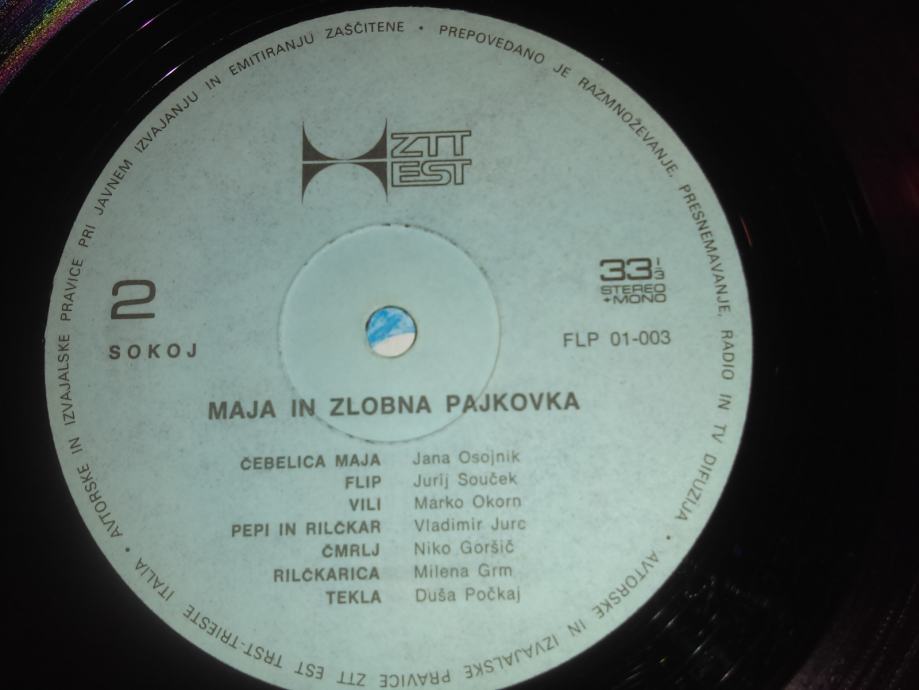 AVTORSKE IN IZVAJALSKE PRAVICE PRI JAVNEM IZVAJANJU IN EMITIRANJU ZAŠČITENE • PREPOVEDANO JE RAZMNOŽEVANJE, PRESNEMAVANJE, RADIO IN TV DIFUZIJA • AVTORSKE IN IZVAJALSKE PRAVICE ZTT EST TRST-TRIESTE ITALIA •
ZTT
EST
2
SOKOJ
33 1/3
STEREO
+MONO
FLP 01-003
MAJA IN ZLOBNA PAJKOVKA
ČEBELICA MAJA Jana Osojnik
FLIP Jurij Souček
VILI Marko Okorn
PEPI IN RILČKAR Vladimir Jurc
ČMRLJ Niko Goršič
RILČKARICA Milena Grm
TEKLA Duša Počkaj